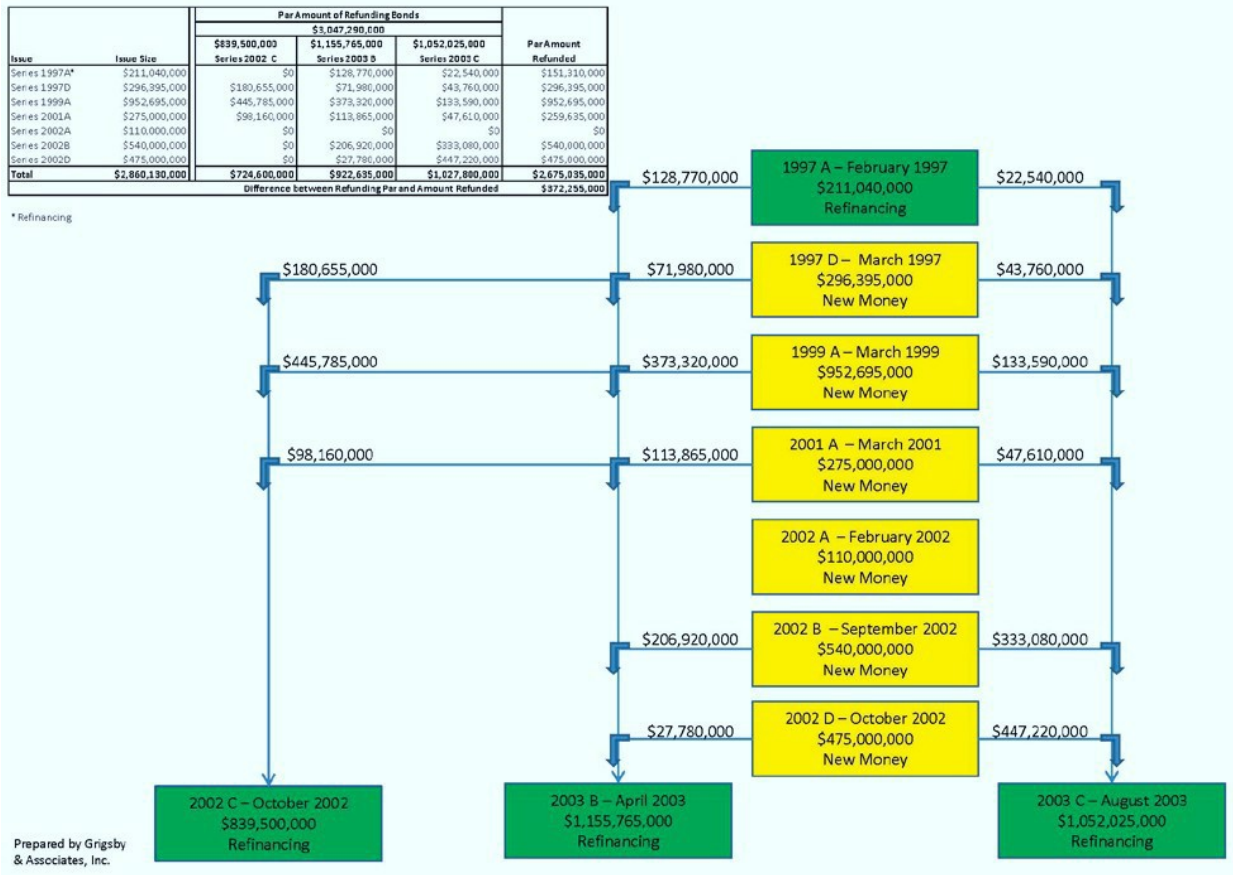 Par Amount of Refunding Bonds
$3,047,290,000
$839,500,000 $1,155,765,000 $1,052,025,000 Par Amount
Issue Issue Size Series 2002 C Series 2003 B Series 2003 C Refunded
Series 1997A* $211,040,000 $0 $128,770,000 $22,540,000 $151,310,000
Series 1997D $296,395,000 $180,655,000 $71,980,000 $43,760,000 $296,395,000
Series 1999A $952,695,000 $445,785,000 $373,320,000 $133,590,000 $952,695,000
Series 2001A $275,000,000 $98,160,000 $113,865,000 $47,610,000 $259,635,000
Series 2002A $110,000,000 $0 $0 $0 $0
Series 2002B $540,000,000 $0 $206,920,000 $333,080,000 $540,000,000
Series 2002D $475,000,000 $0 $27,780,000 $447,220,000 $475,000,000
Total $2,860,130,000 $724,600,000 $922,635,000 $1,027,800,000 $2,675,035,000
Difference between Refunding Par and Amount Refunded $372,255,000
* Refinancing
$128,770,000
1997 A – February 1997
$211,040,000
Refinancing
$22,540,000
$180,655,000
$71,980,000
1997 D – March 1997
$296,395,000
New Money
$43,760,000
$445,785,000
$373,320,000
1999 A – March 1999
$952,695,000
New Money
$133,590,000
$98,160,000
$113,865,000
2001 A – March 2001
$275,000,000
New Money
$47,610,000
2002 A – February 2002
$110,000,000
New Money
$206,920,000
2002 B – September 2002
$540,000,000
New Money
$333,080,000
$27,780,000
2002 D – October 2002
$475,000,000
New Money
$447,220,000
2002 C – October 2002
$839,500,000
Refinancing
2003 B – April 2003
$1,155,765,000
Refinancing
2003 C – August 2003
$1,052,025,000
Refinancing
Prepared by Grigsby
& Associates, Inc.